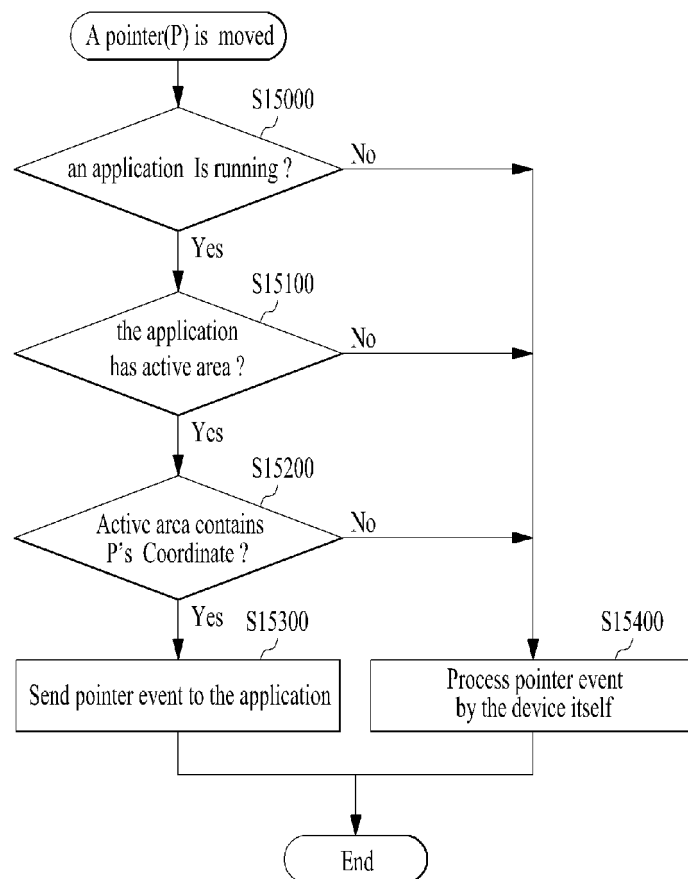 A pointer(P) is moved
S15000
an application Is running ?
No
Yes
S15100
the application
has active area ?
No
Yes
S15200
Active area contains
P's Coordinate ?
No
Yes
S15300
Send pointer event to the application
S15400
Process pointer event
by the device itself
End